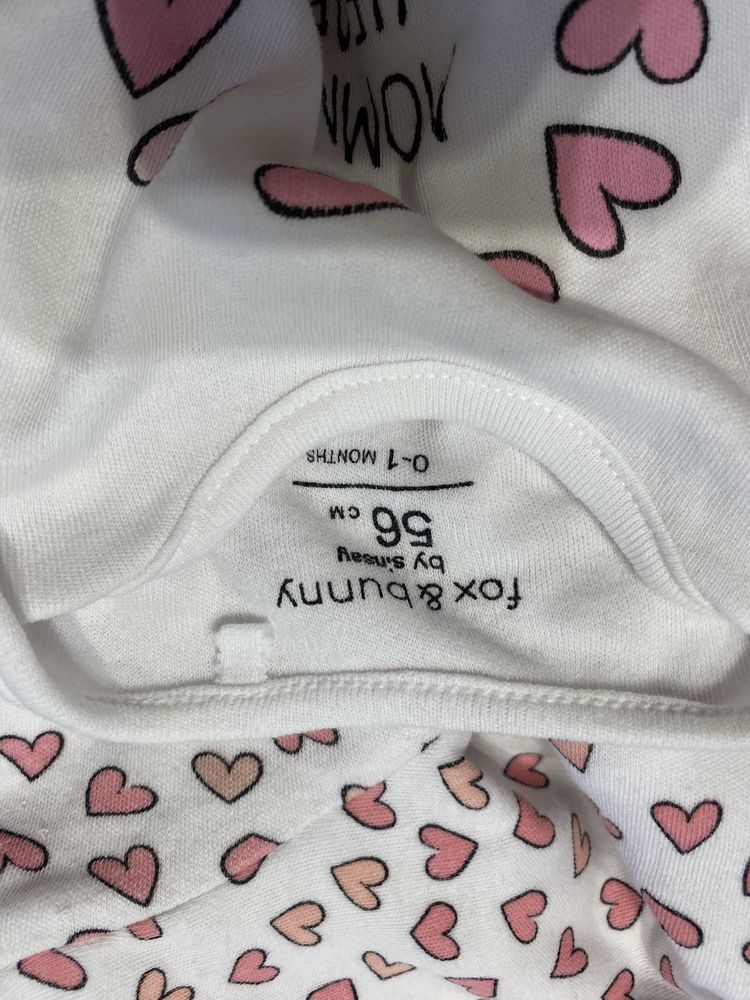 fox&bunny
by sinsay
56 CM
0-1 MONTHS